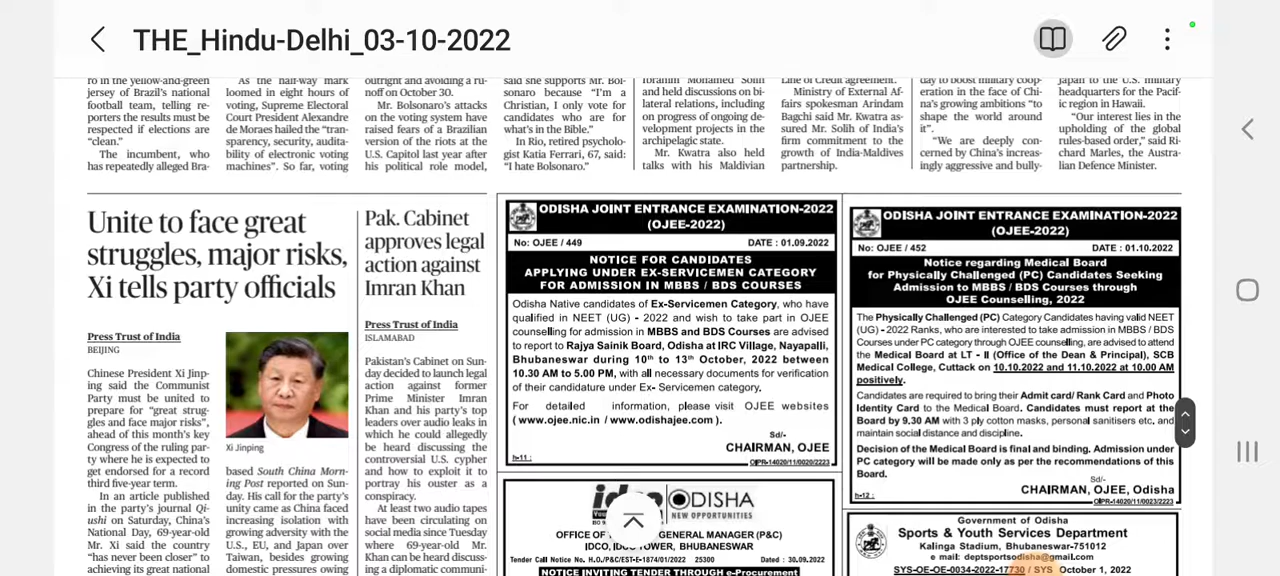 THE_Hindu-Delhi_03-10-2022
ro in the yellow-and-green
jersey of Brazil's national
football team, telling re-
porters the results must be
respected if elections are
"clean."
The incumbent, who
has repeatedly alleged Bra-
As the half-way mark
loomed in eight hours of
voting, Supreme Electoral
Court President Alexandre
de Moraes hailed the "tran-
sparency, security, audita-
bility of electronic voting
machines". So far, voting
outright and avoiding a ru-
noff on October 30.
Mr. Bolsonaro's attacks
on the voting system have
raised fears of a Brazilian
version of the riots at the
U.S. Capitol last year after
his political role model,
said she supports Mr. Bol-
sonaro because "I'm a
Christian, I only vote for
candidates who are for
what's in the Bible."
In Rio, retired psycholo-
gist Katia Ferrari, 67, said:
"I hate Bolsonaro."
Ibrahim Mohamed Solih
and held discussions on bi-
lateral relations, including
on progress of ongoing de-
velopment projects in the
archipelagic state.
Mr. Kwatra also held
talks with his Maldivian
Line of Credit agreement.
Ministry of External Af-
fairs spokesman Arindam
Bagchi said Mr. Kwatra as-
sured Mr. Solih of India's
firm commitment to the
growth of India-Maldives
partnership.
day to boost military coop-
eration in the face of Chi-
na's growing ambitions "to
shape the world around
it".
"We are deeply con-
cerned by China's increas-
ingly aggressive and bully-
Japan to the U.S. military
headquarters for the Pacif-
ic region in Hawaii.
"Our interest lies in the
upholding of the global
rules-based order," said Ri-
chard Marles, the Austra-
lian Defence Minister.
Unite to face great
struggles, major risks,
Xi tells party officials
Press Trust of India
BEIJING
Chinese President Xi Jinp-
ing said the Communist
Party must be united to
prepare for "great strug-
gles and face major risks",
ahead of this month's key
Congress of the ruling par-
ty where he is expected to
get endorsed for a record
third five-year term.
In an article published
in the party's journal Qi-
ushi on Saturday, China's
National Day, 69-year-old
Mr. Xi said the country
"has never been closer" to
achieving its great national
Xi Jinping
based South China Morn-
ing Post reported on Sun-
day. His call for the party's
unity came as China faced
increasing isolation with
growing adversity with the
U.S., EU, and Japan over
Taiwan, besides growing
domestic pressures owing
Pak. Cabinet
approves legal
action against
Imran Khan
Press Trust of India
ISLAMABAD
Pakistan's Cabinet on Sun-
day decided to launch legal
action against former
Prime Minister Imran
Khan and his party's top
leaders over audio leaks in
which he could allegedly
be heard discussing the
controversial U.S. cypher
and how to exploit it to
portray his ouster as a
conspiracy.
At least two audio tapes
have been circulating on
social media since Tuesday
where 69-year-old Mr.
Khan can be heard discuss-
ing a diplomatic communi-
ODISHA JOINT ENTRANCE EXAMINATION-2022
(OJEE-2022)
No: OJEE / 449 DATE : 01.09.2022
NOTICE FOR CANDIDATES
APPLYING UNDER EX-SERVICEMEN CATEGORY
FOR ADMISSION IN MBBS / BDS COURSES
Odisha Native candidates of Ex-Servicemen Category, who have
qualified in NEET (UG) - 2022 and wish to take part in OJEE
counselling for admission in MBBS and BDS Courses are advised
to report to Rajya Sainik Board, Odisha at IRC Village, Nayapalli,
Bhubaneswar during 10th to 13th October, 2022 between
10.30 AM to 5.00 PM, with all necessary documents for verification
of their candidature under Ex- Servicemen category.
For detailed information, please visit OJEE websites
( www.ojee.nic.in / www.odishajee.com ).
Sd/-
CHAIRMAN, OJEE
h-11: OIPR-14020/11/0020/2223
ODISHA JOINT ENTRANCE EXAMINATION-2022
(OJEE-2022)
No: OJEE / 452 DATE : 01.10.2022
Notice regarding Medical Board
for Physically Challenged (PC) Candidates Seeking
Admission to MBBS / BDS Courses through
OJEE Counselling, 2022
The Physically Challenged (PC) Category Candidates having valid NEET
(UG) - 2022 Ranks, who are interested to take admission in MBBS / BDS
Courses under PC category through OJEE counselling, are advised to attend
the Medical Board at LT - II (Office of the Dean & Principal), SCB
Medical College, Cuttack on 10.10.2022 and 11.10.2022 at 10.00 AM
positively.
Candidates are required to bring their Admit card/ Rank Card and Photo
Identity Card to the Medical Board. Candidates must report at the
Board by 9.30 AM with 3 ply cotton masks, personal sanitisers etc, and
maintain social distance and discipline.
Decision of the Medical Board is final and binding. Admission under
PC category will be made only as per the recommendations of this
Board.
Sd/-
CHAIRMAN, OJEE, Odisha
h-12: OIPR-14020/11/0023/2223
ODISHA
NEW OPPORTUNITIES
OFFICE OF GENERAL MANAGER (P&C)
IDCO, TOWER, BHUBANESWAR
Tender Call Notice No. H.O./P&C/EST-E-1874/01/2022 25300 Dated : 30.09.2022
NOTICE INVITING TENDER THROUGH e-Procurement
Government of Odisha
Sports & Youth Services Department
Kalinga Stadium, Bhubaneswar-751012
e mail: deptsportsodisha@gmail.com
SYS-OE-OE-0034-2022-17730 / SYS October 1, 2022